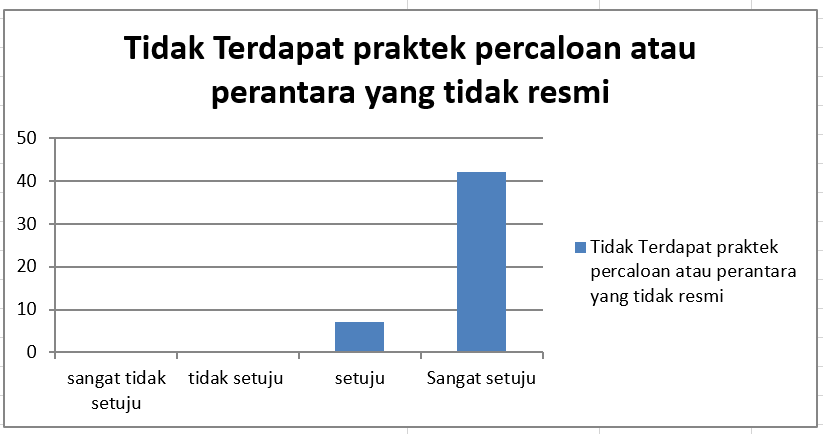 Tidak Terdapat praktek percaloan atau
perantara yang tidak resmi
50
40
30
20
10
0
sangat tidak
setuju
tidak setuju
setuju
Sangat setuju
Tidak Terdapat praktek
percaloan atau perantara
yang tidak resmi